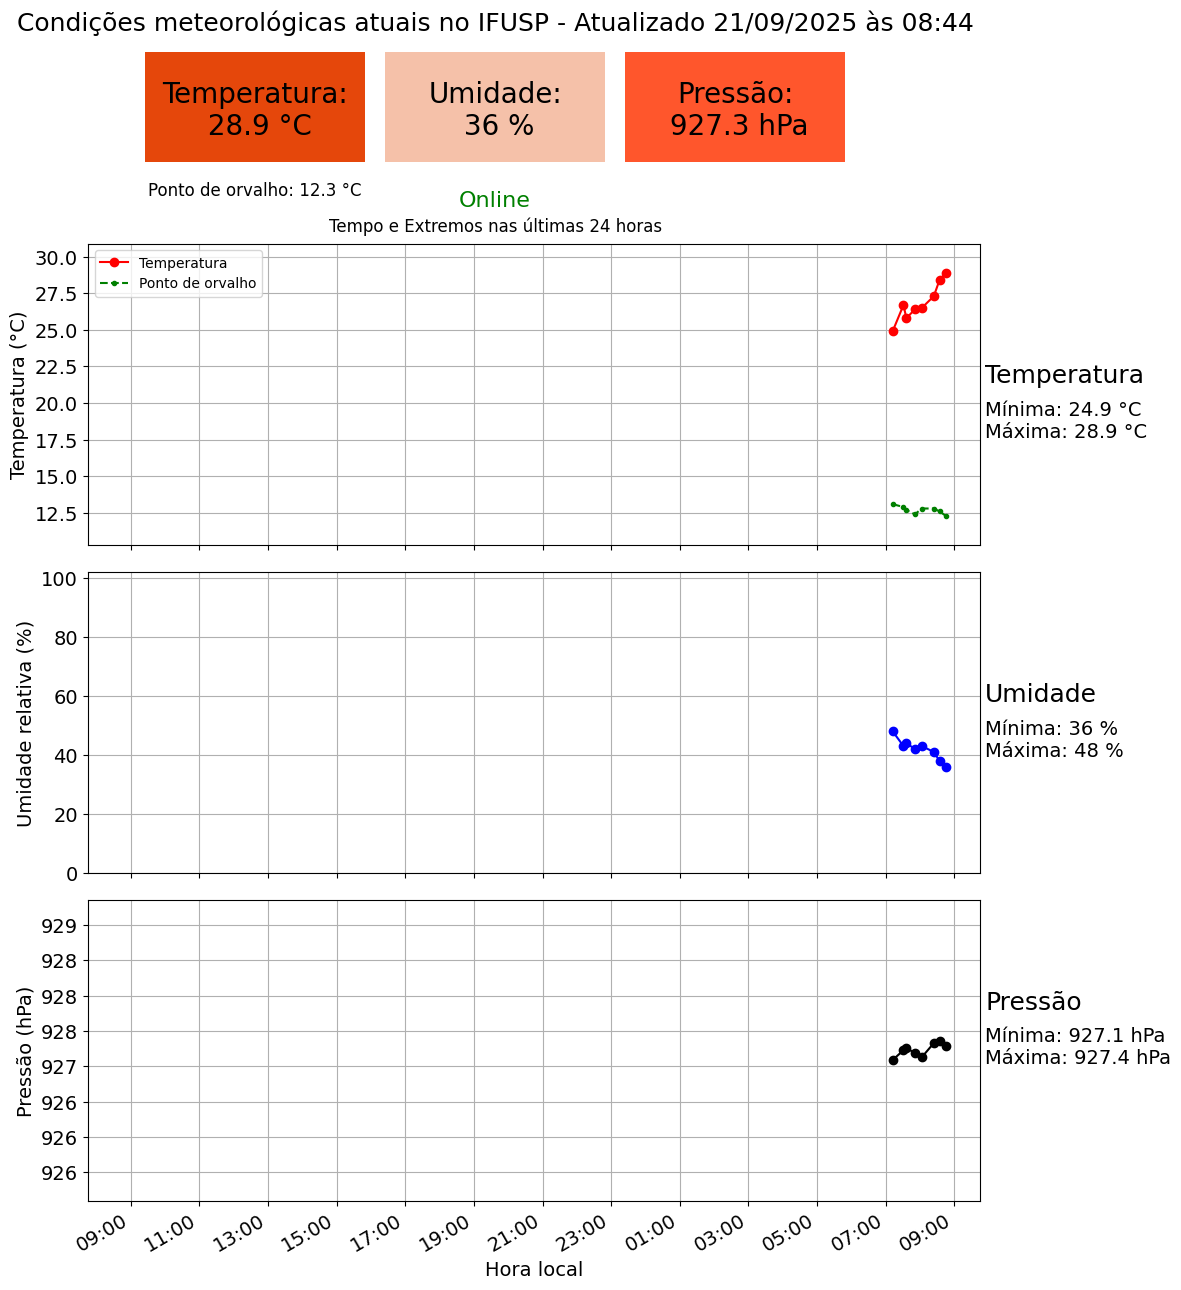 Condições meteorológicas atuais no IFUSP - Atualizado 21/09/2025 às 08:44
Temperatura:
28.9 °C
Umidade:
36 %
Pressão:
927.3 hPa
Ponto de orvalho: 12.3 °C
Online
Tempo e Extremos nas últimas 24 horas
Temperatura
Ponto de orvalho
Temperatura (°C)
30.0
27.5
25.0
22.5
20.0
17.5
15.0
12.5
Temperatura
Mínima: 24.9 °C
Máxima: 28.9 °C
Umidade relativa (%)
100
80
60
40
20
0
Umidade
Mínima: 36 %
Máxima: 48 %
Pressão (hPa)
929
928
928
928
927
926
926
926
Pressão
Mínima: 927.1 hPa
Máxima: 927.4 hPa
09:00
11:00
13:00
15:00
17:00
19:00
21:00
23:00
01:00
03:00
05:00
07:00
09:00
Hora local